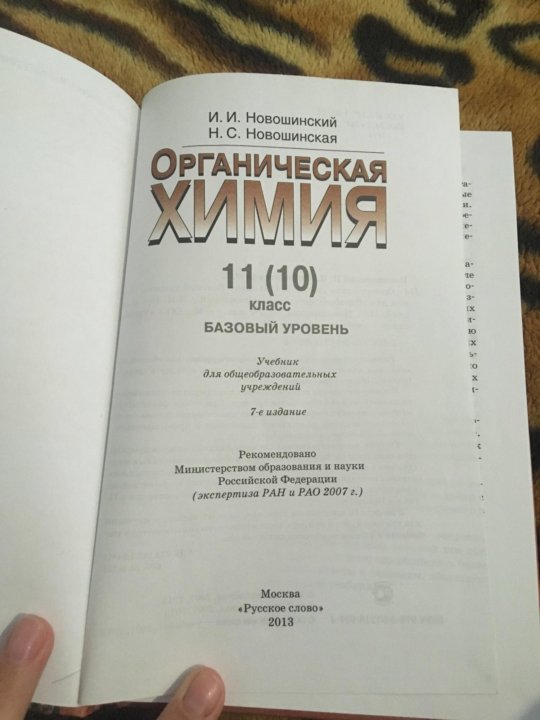 И. И. Новошинский
Н. С. Новошинская
ОРГАНИЧЕСКАЯ
ХИМИЯ
11 (10)
класс
БАЗОВЫЙ УРОВЕНЬ
Учебник
для общеобразовательных
учреждений
7-е издание
Рекомендовано
Министерством образования и науки
Российской Федерации
(экспертиза РАН и РАО 2007 г.)
Москва
«Русское слово»
2013